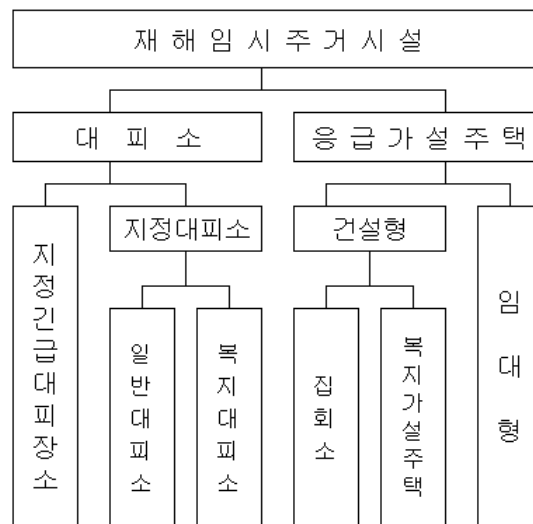 재해임시주거시설
대피소
응급가설주택
지정긴급대피장소
지정대피소
건설형
임대형
일반대피소
복지대피소
집회소
복지가설주택